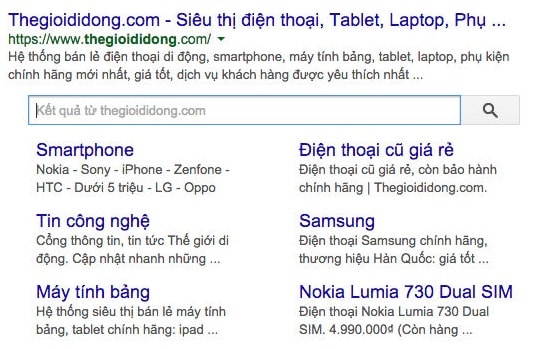 Thegioididong.com - Siêu thị điện thoại, Tablet, Laptop, Phụ ...
https://www.thegioididong.com/
Hệ thống bán lẻ điện thoại di động, smartphone, máy tính bảng, tablet, laptop, phụ kiện
chính hãng mới nhất, giá tốt, dịch vụ khách hàng được yêu thích nhất ...
Kết quả từ thegioididong.com
Smartphone
Nokia - Sony - iPhone - Zenfone -
HTC - Dưới 5 triệu - LG - Oppo
Điện thoại cũ giá rẻ
Điện thoại cũ giá rẻ, còn bảo hành
chính hãng | Thegioididong.com.
Tin công nghệ
Cổng thông tin, tin tức Thế giới di
động. Cập nhật nhanh những ...
Samsung
Điện thoại Samsung chính hãng,
thương hiệu Hàn Quốc: giá tốt ...
Máy tính bảng
Hệ thống siêu thị bán lẻ máy tính
bảng, tablet chính hãng: ipad ...
Nokia Lumia 730 Dual SIM
Điện thoại Nokia Lumia 730 Dual
SIM. 4.990.000₫ (Còn hàng ...